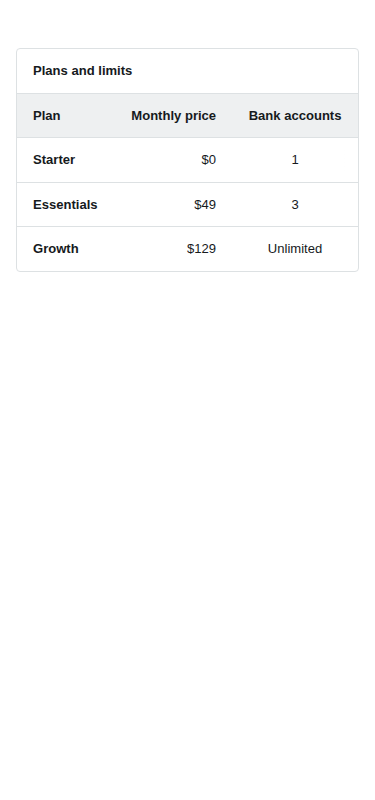 Plans and limits
Plan Monthly price Bank accounts
Starter $0 1
Essentials $49 3
Growth $129 Unlimited